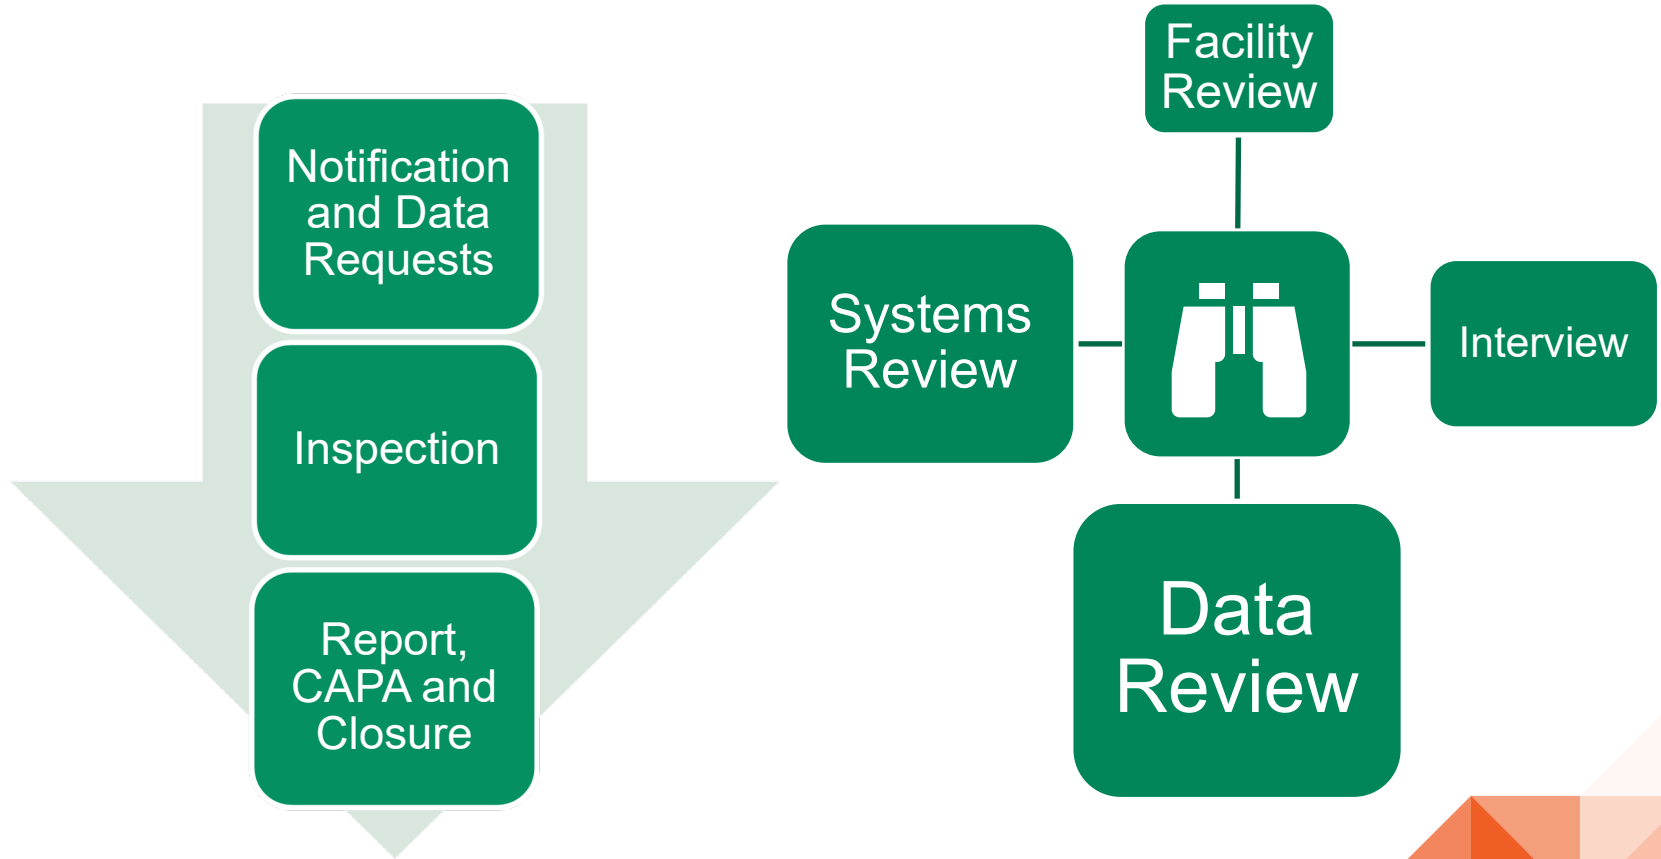 Notification
and Data
Requests
Inspection
Report,
CAPA and
Closure
Facility
Review
Systems
Review
Interview
Data
Review